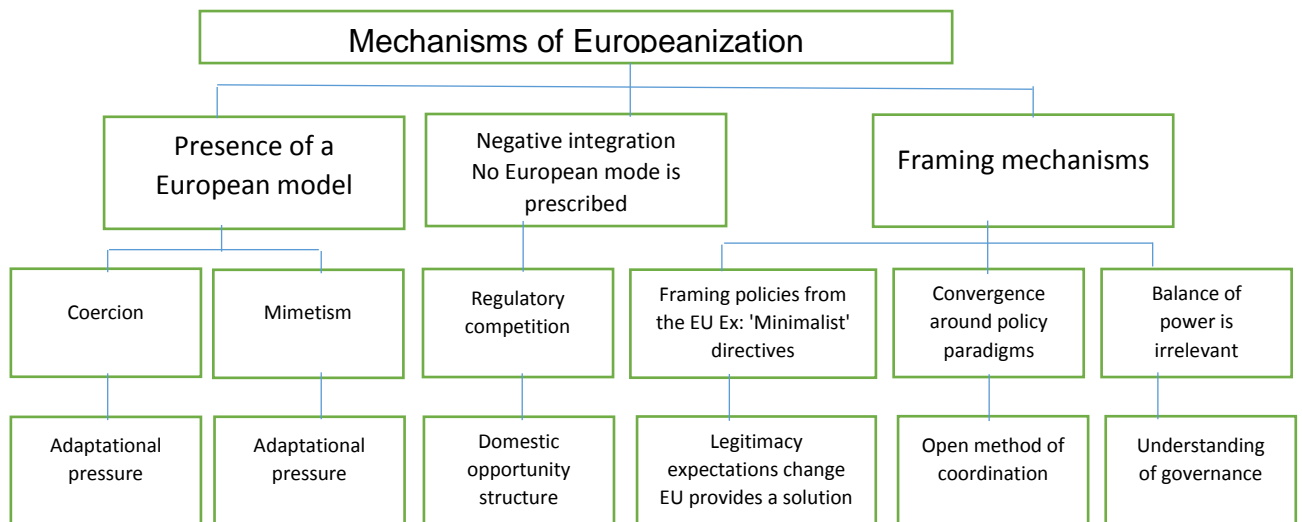 Mechanisms of Europeanization
Presence of a
European model
Negative integration
No European mode is
prescribed
Framing mechanisms
Coercion
Mimetism
Regulatory
competition
Framing policies from
the EU Ex: 'Minimalist'
directives
Convergence
around policy
paradigms
Balance of
power is
irrelevant
Adaptational
pressure
Adaptational
pressure
Domestic
opportunity
structure
Legitimacy
expectations change
EU provides a solution
Open method of
coordination
Understanding
of governance